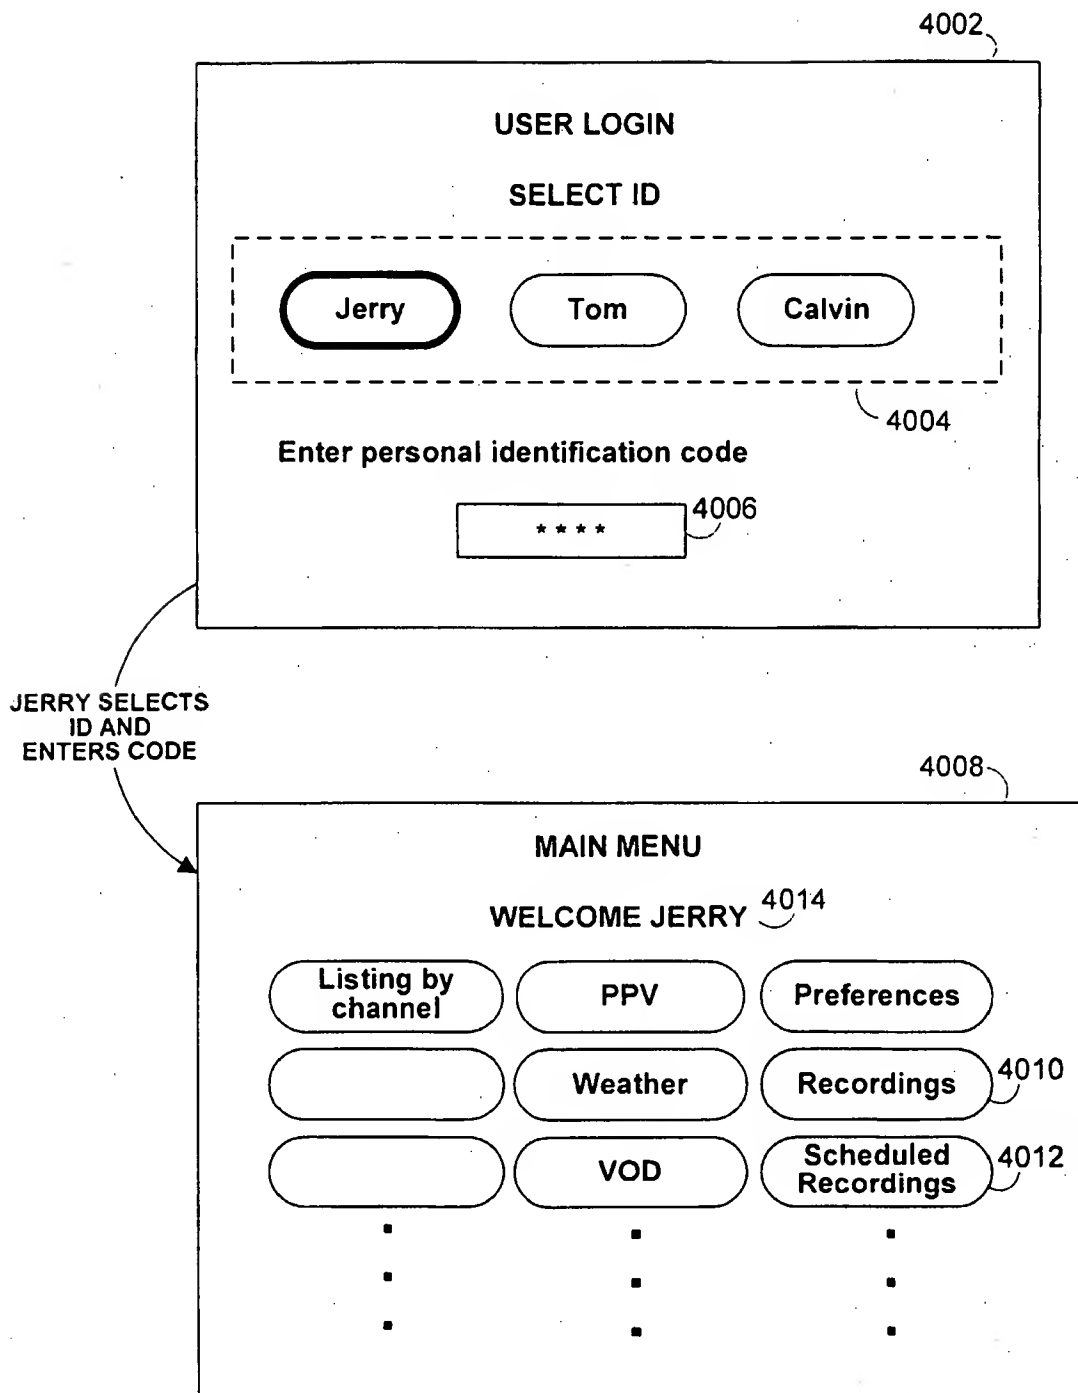 4002
USER LOGIN
SELECT ID
Jerry
Tom
Calvin
4004
Enter personal identification code
* * * *
4006
JERRY SELECTS
ID AND
ENTERS CODE
4008
MAIN MENU
WELCOME JERRY
4014
Listing by
channel
PPV
Preferences
Weather
Recordings
4010
VOD
Scheduled
Recordings
4012